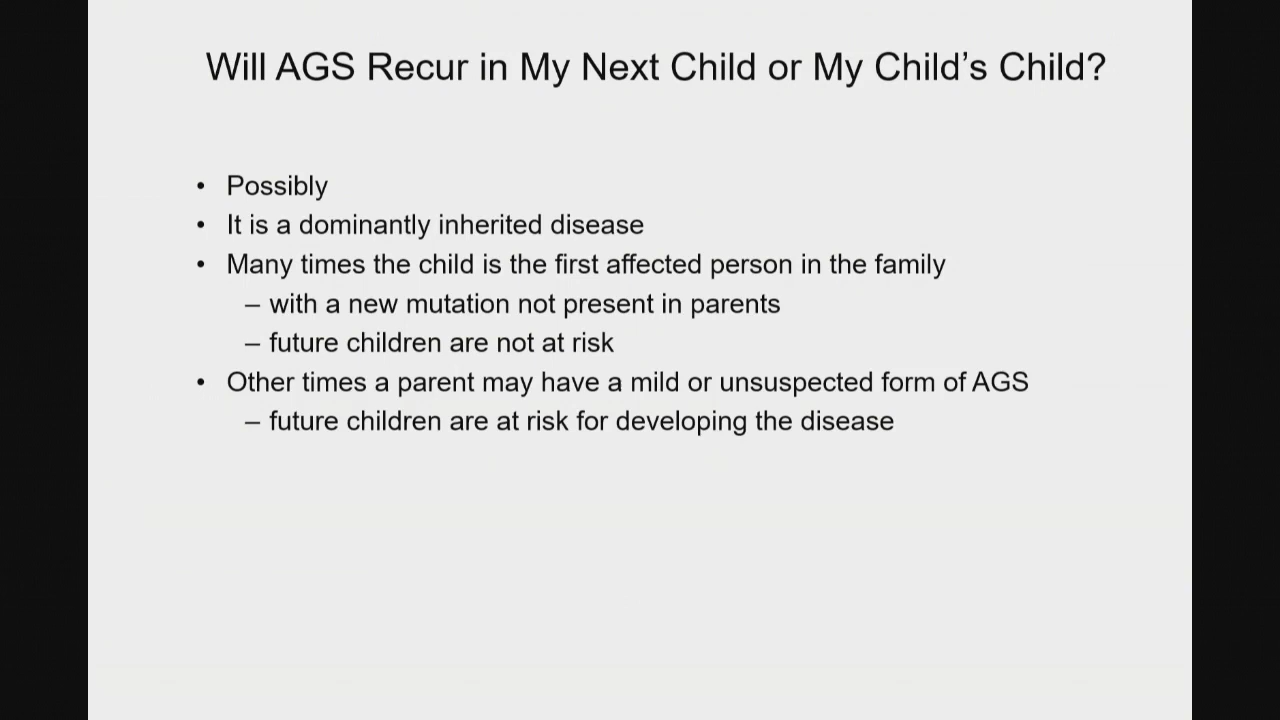 Will AGS Recur in My Next Child or My Child’s Child?
• Possibly
• It is a dominantly inherited disease
• Many times the child is the first affected person in the family
– with a new mutation not present in parents
– future children are not at risk
• Other times a parent may have a mild or unsuspected form of AGS
– future children are at risk for developing the disease